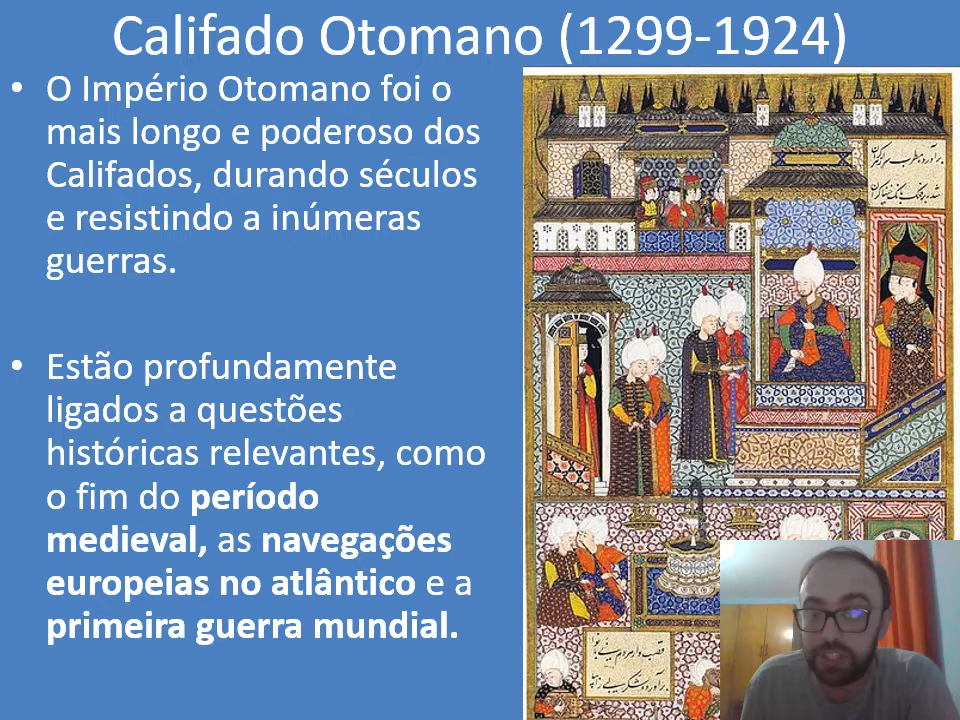 Califado Otomano (1299-1924)
• O Império Otomano foi o
mais longo e poderoso dos
Califados, durando séculos
e resistindo a inúmeras
guerras.
• Estão profundamente
ligados a questões
históricas relevantes, como
o fim do período
medieval, as navegações
europeias no atlântico e a
primeira guerra mundial.